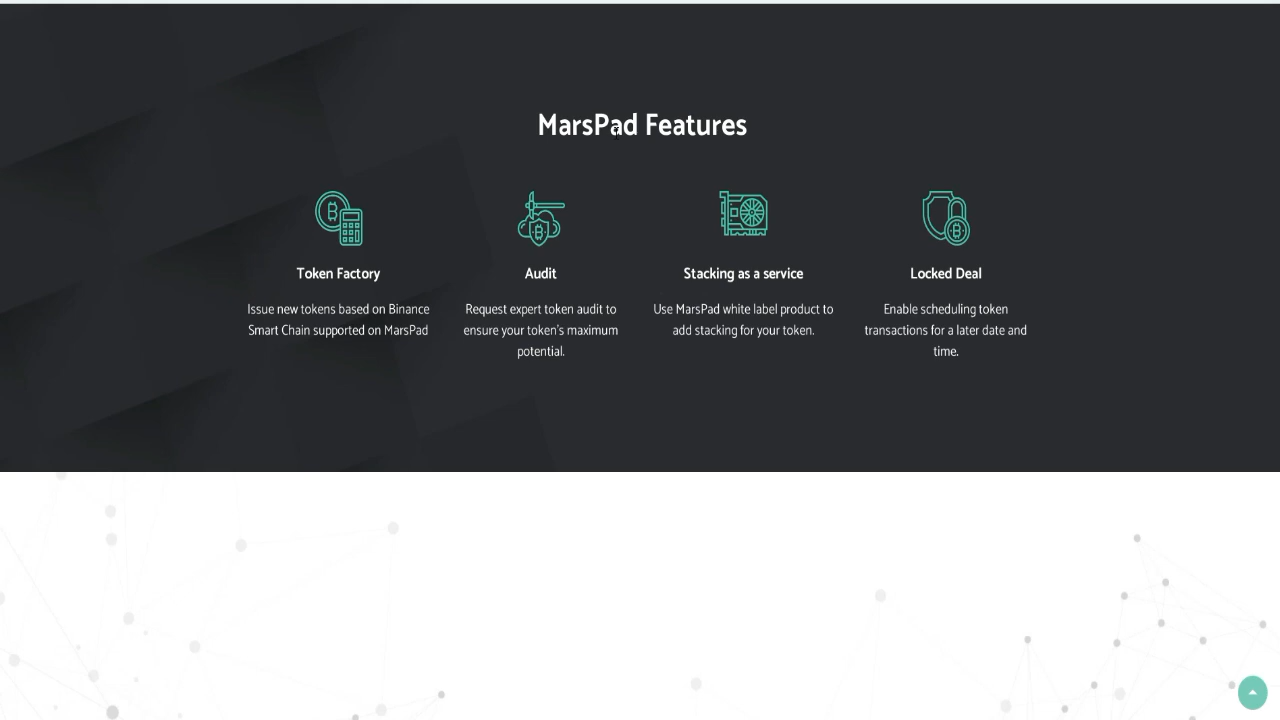 MarsPad Features
Token Factory
Issue new tokens based on Binance
Smart Chain supported on MarsPad
Audit
Request expert token audit to
ensure your token's maximum
potential.
Stacking as a service
Use MarsPad white label product to
add stacking for your token.
Locked Deal
Enable scheduling token
transactions for a later date and
time.